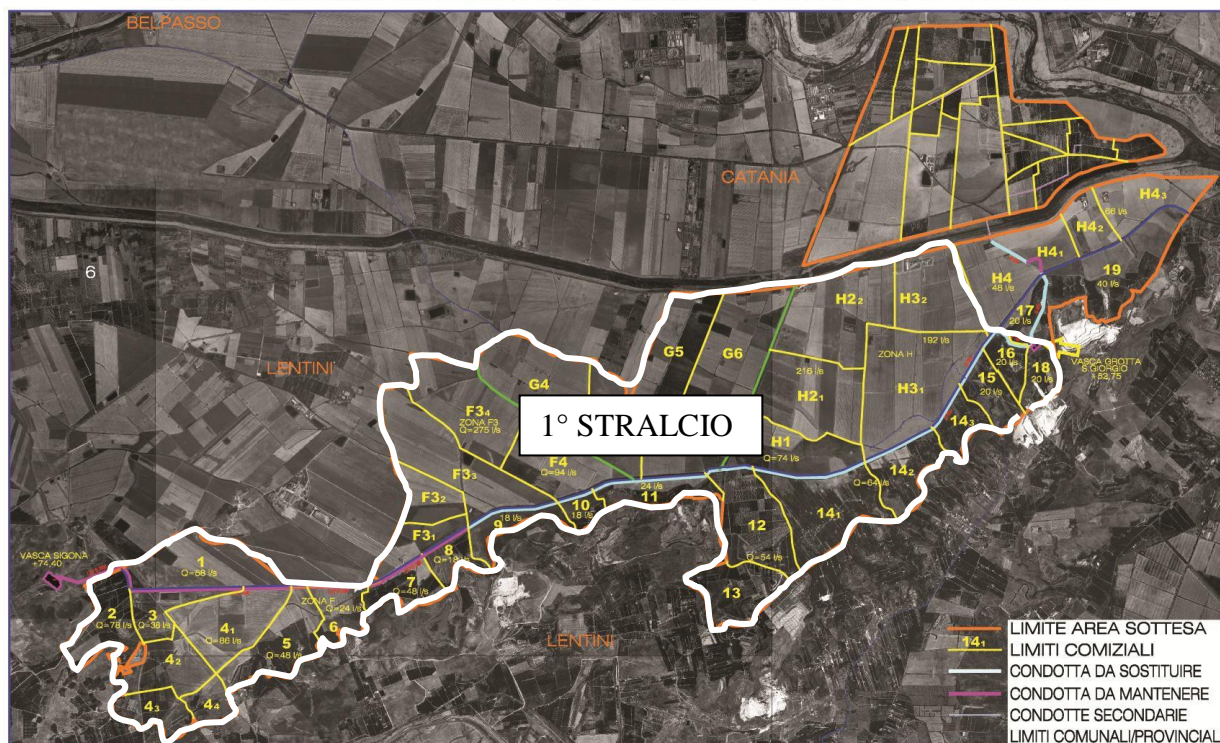 BELPASSO
CATANIA
6
LENTINI
H4₃
66 l/s
H4₂
H4₁
H4
48 l/s
19
40 l/s
H2₂
H3₂
G5
G6
17
20 l/s
192 l/s
ZONA H
16
20 l/s
18
20 l/s
VASCA GROTTA
S.GIORGIO
+52,75
G4
216 l/s
H2₁
H3₁
15
20 l/s
F3₄
ZONA F3
Q=275 l/s
1° STRALCIO
14₃
H1
Q=74 l/s
F4
Q=94 l/s
14₂
Q=64 l/s
F3₃
24 l/s
11
F3₂
10
18 l/s
9
18 l/s
14₁
12
Q=54 l/s
F3₁
8
7
Q=48 l/s
13
VASCA SIGONA
+74,40
1
Q=58 l/s
ZONA F
Q=24 l/s
6
2
Q=78 l/s
3
Q=38 l/s
4₁
Q=86 l/s
5
Q=48 l/s
4₂
4₃
4₄
LENTINI
LIMITE AREA SOTTESA
14₁
LIMITI COMIZIALI
CONDOTTA DA SOSTITUIRE
CONDOTTA DA MANTENERE
CONDOTTE SECONDARIE
LIMITI COMUNALI/PROVINCIAL